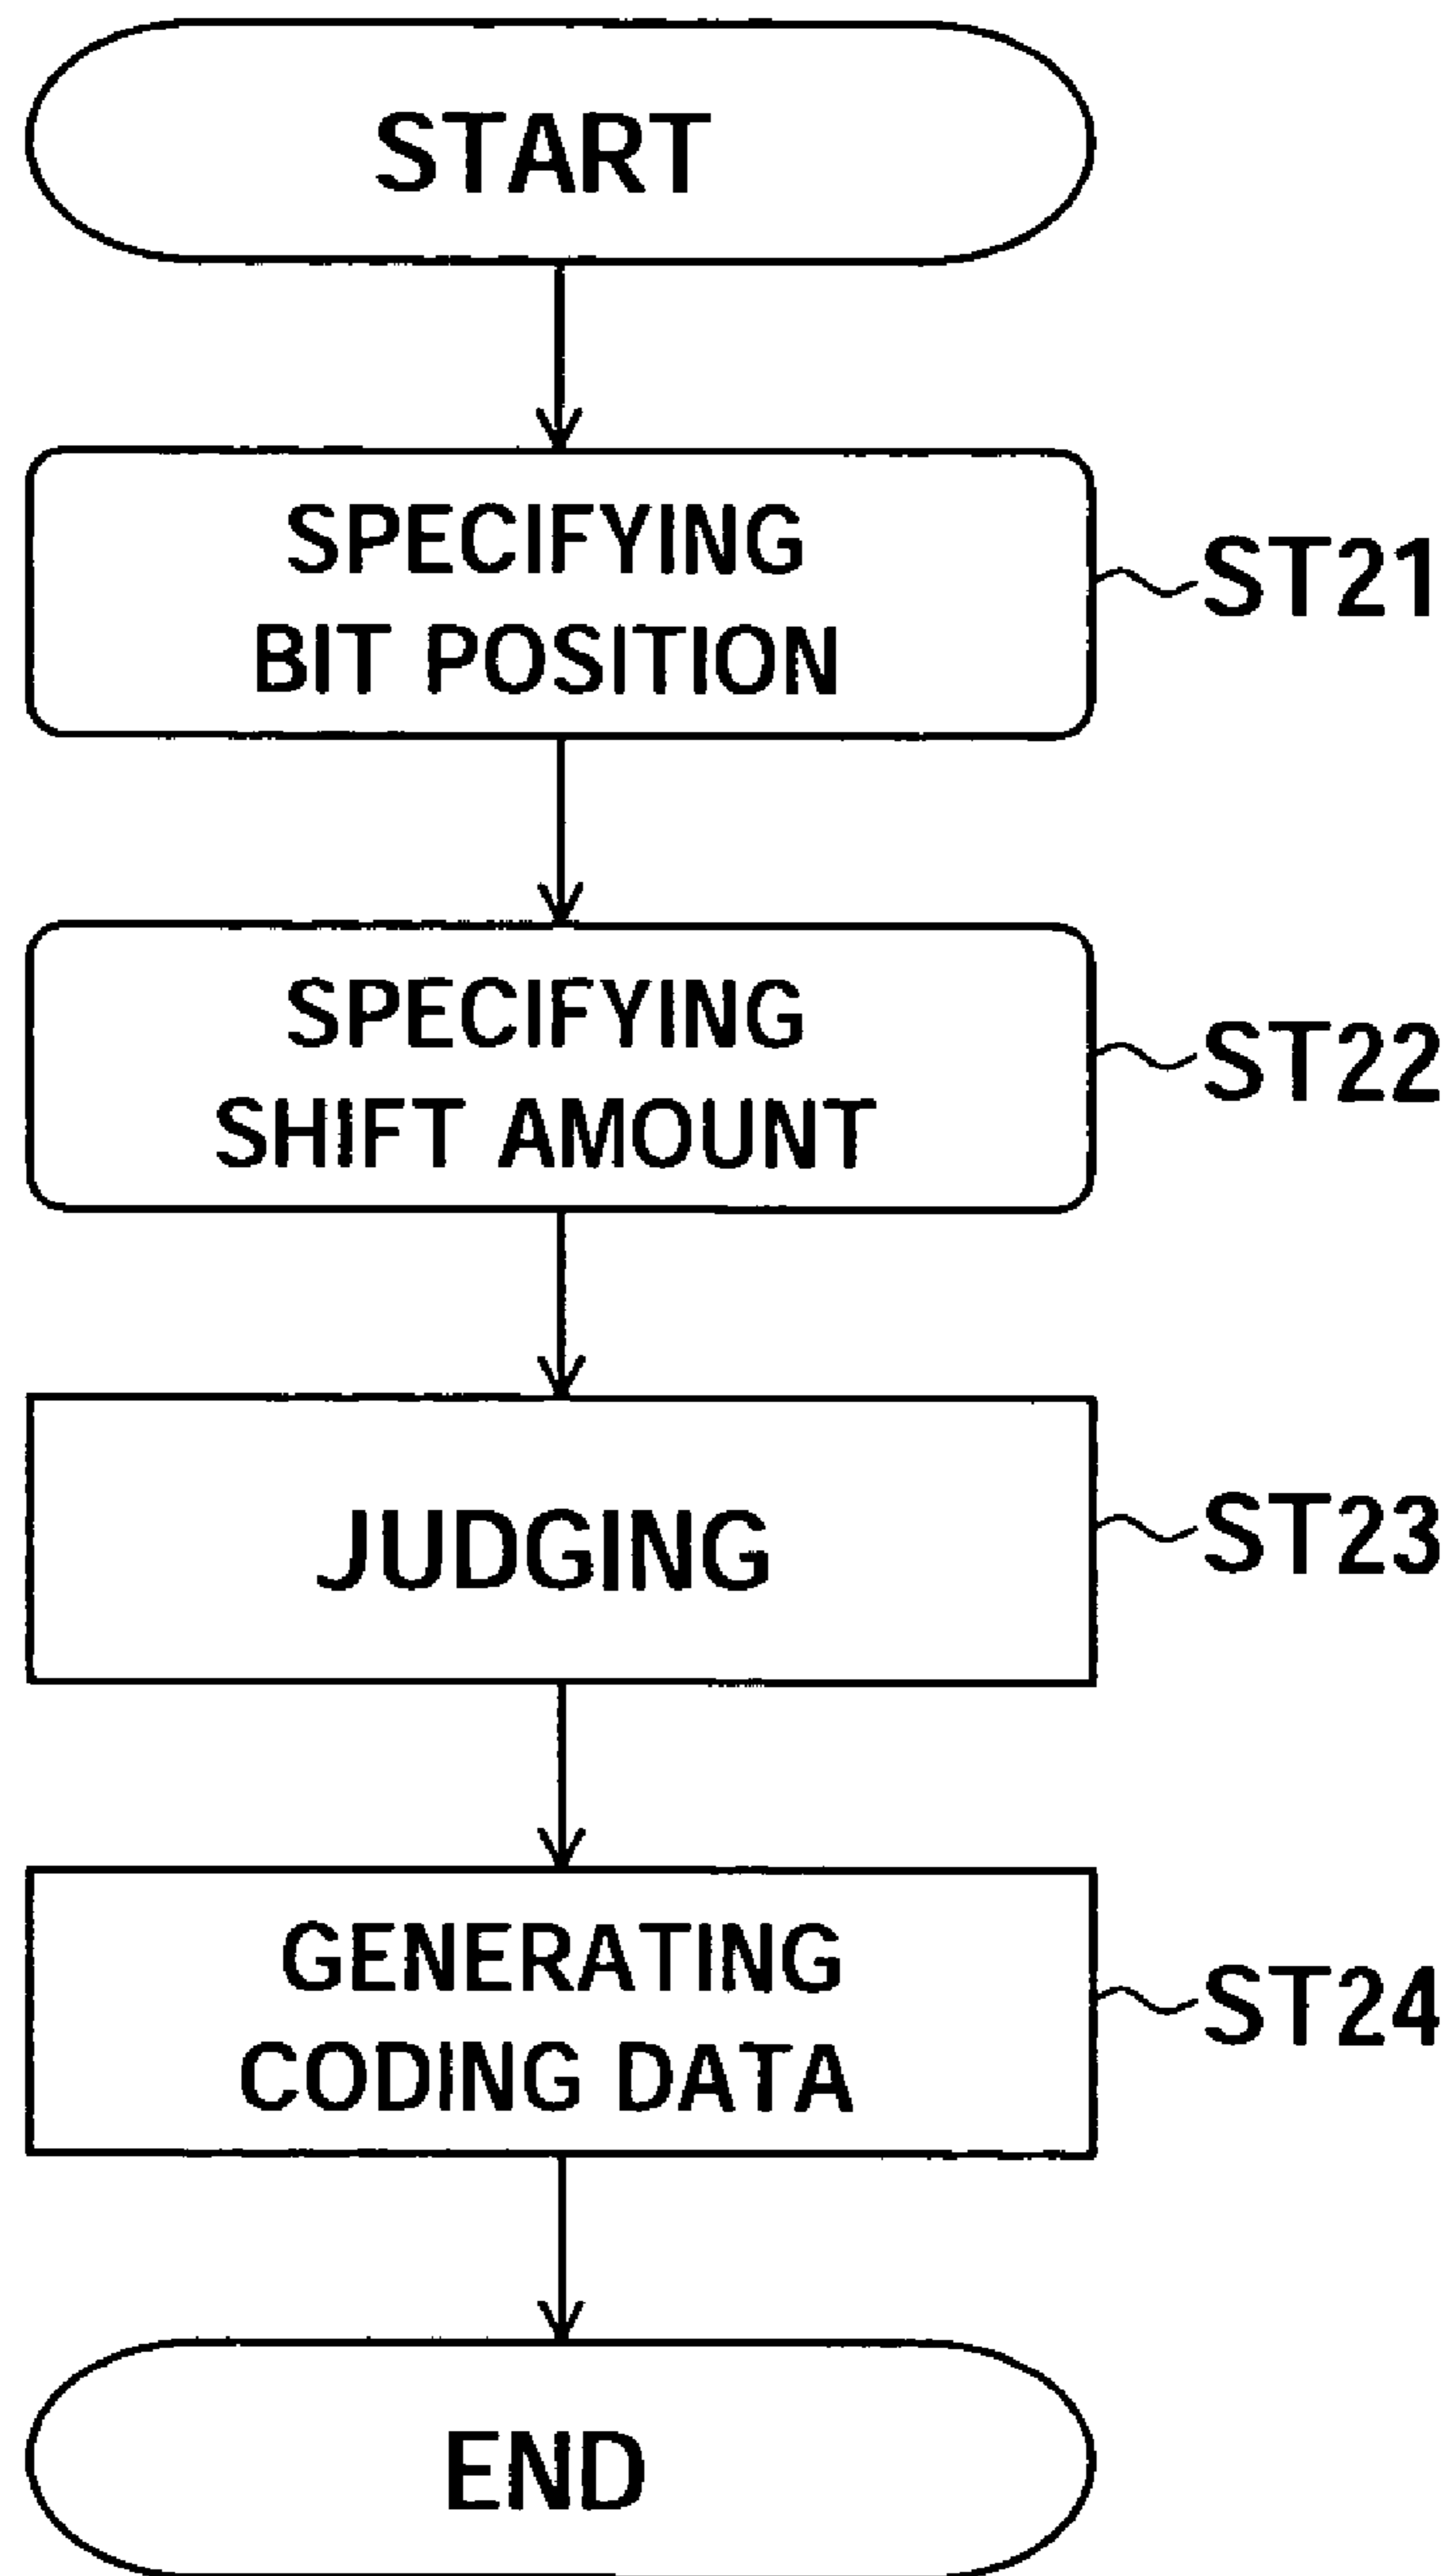 START
SPECIFYING
BIT POSITION
ST21
SPECIFYING
SHIFT AMOUNT
ST22
JUDGING
ST23
GENERATING
CODING DATA
ST24
END